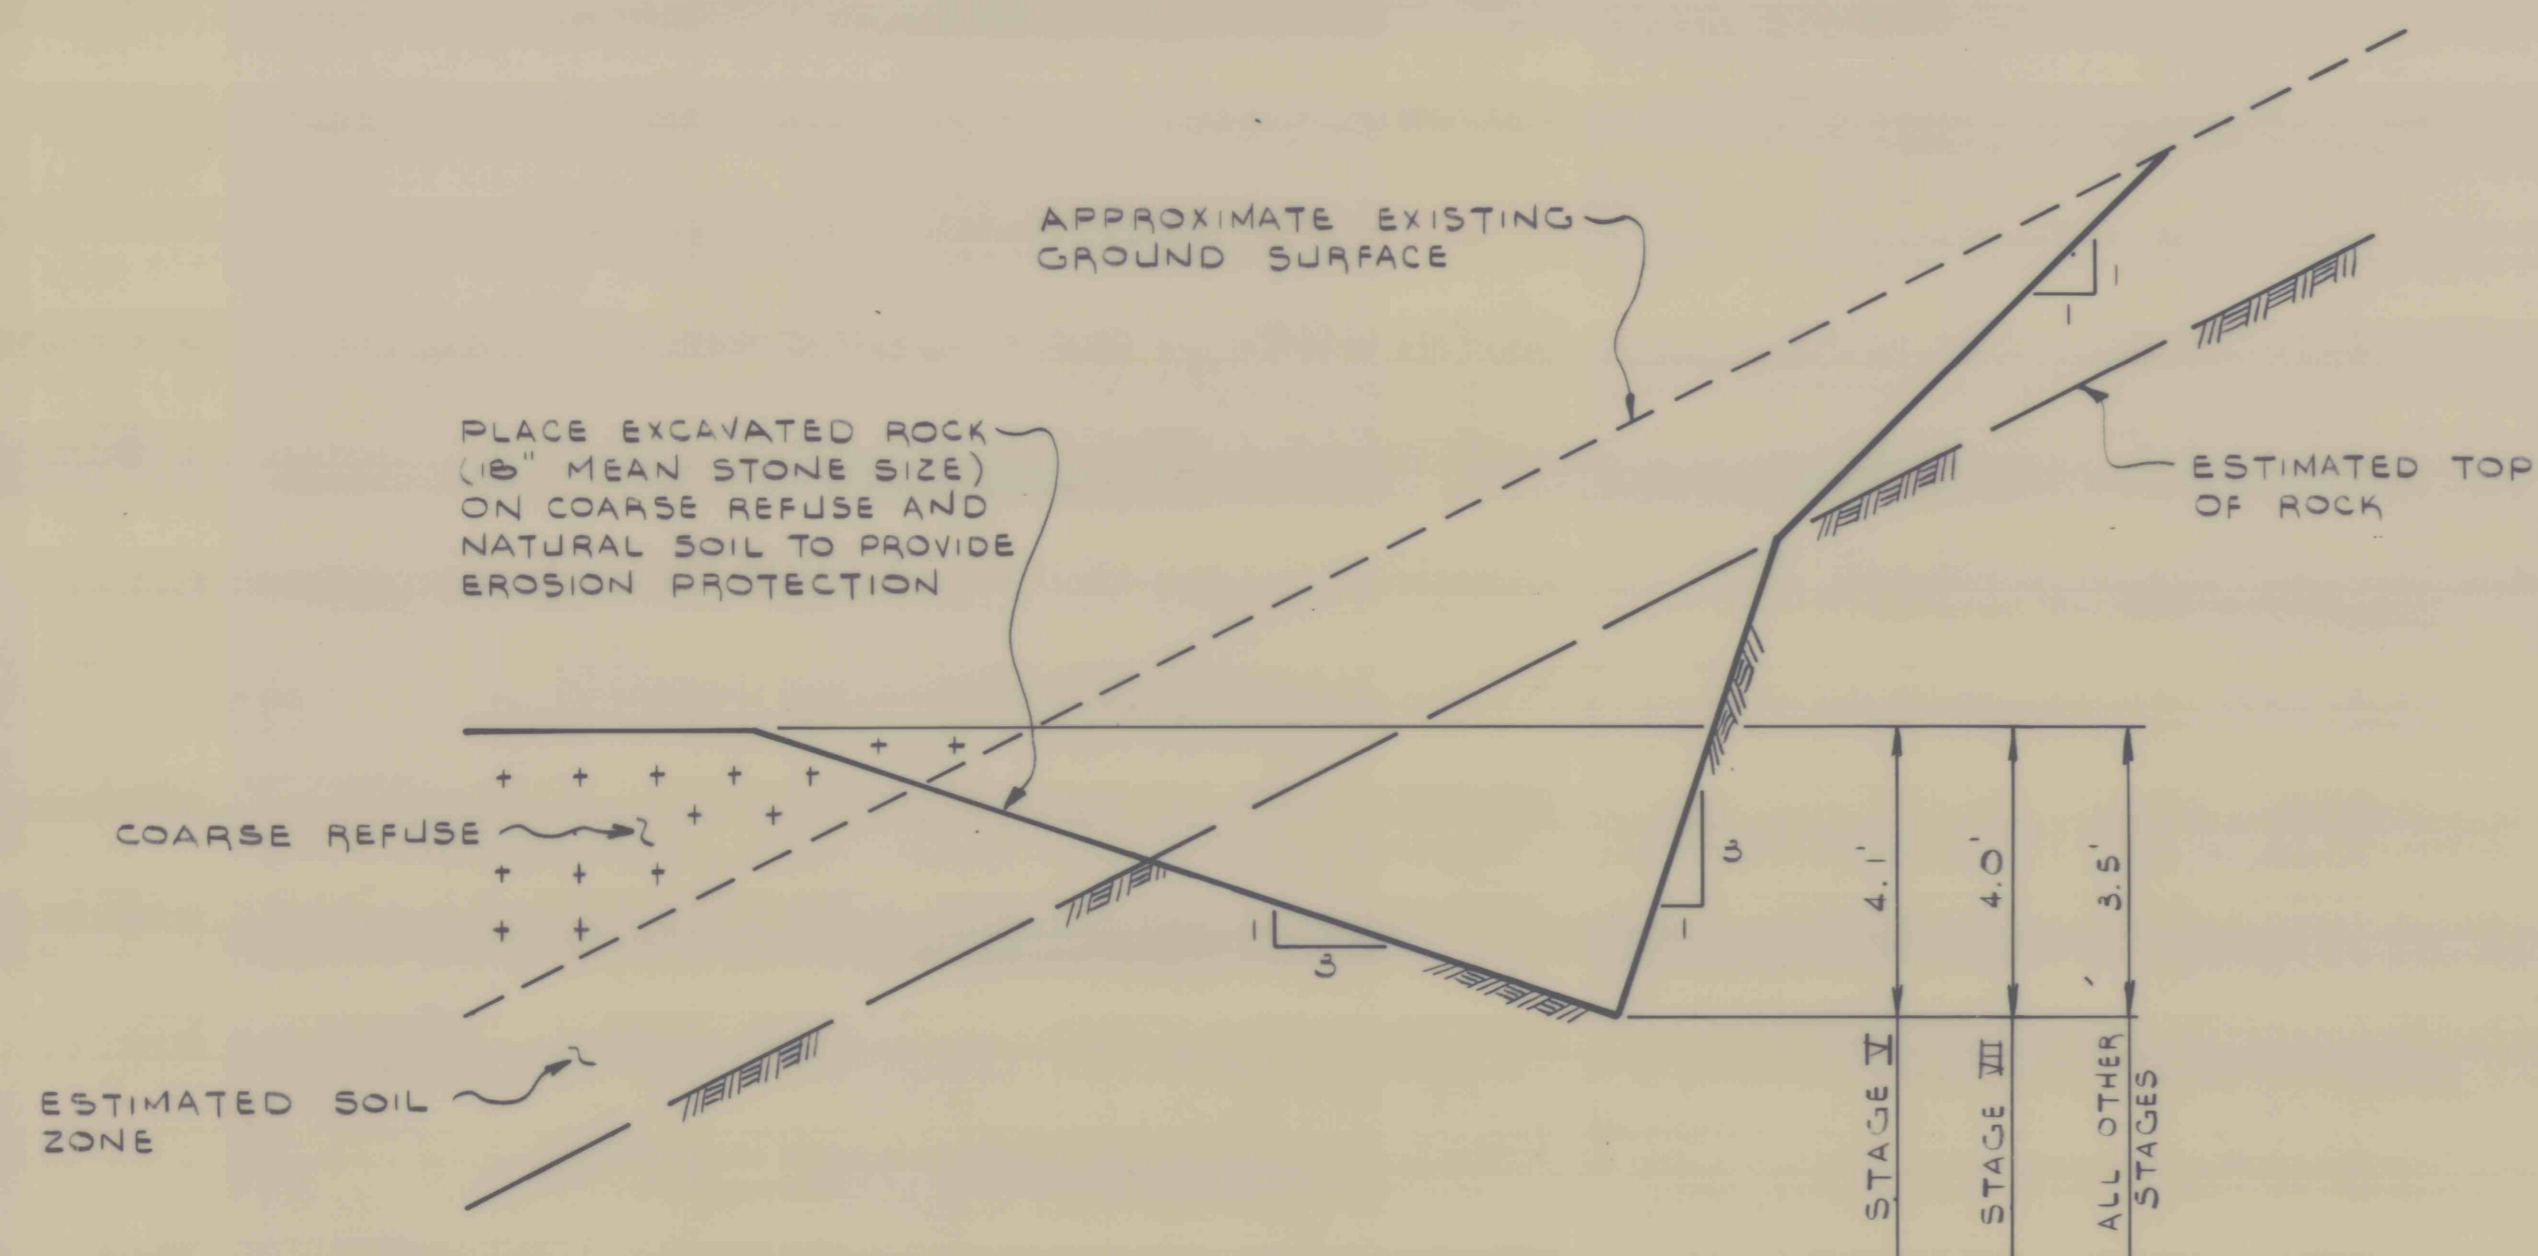 APPROXIMATE EXISTING
GROUND SURFACE
1
1
PLACE EXCAVATED ROCK
(18" MEAN STONE SIZE)
ON COARSE REFUSE AND
NATURAL SOIL TO PROVIDE
EROSION PROTECTION
ESTIMATED TOP
OF ROCK
COARSE REFUSE
3
1
1
3
4.1'
4.0'
3.5'
ESTIMATED SOIL
ZONE
STAGE V
STAGE VII
ALL OTHER
STAGES